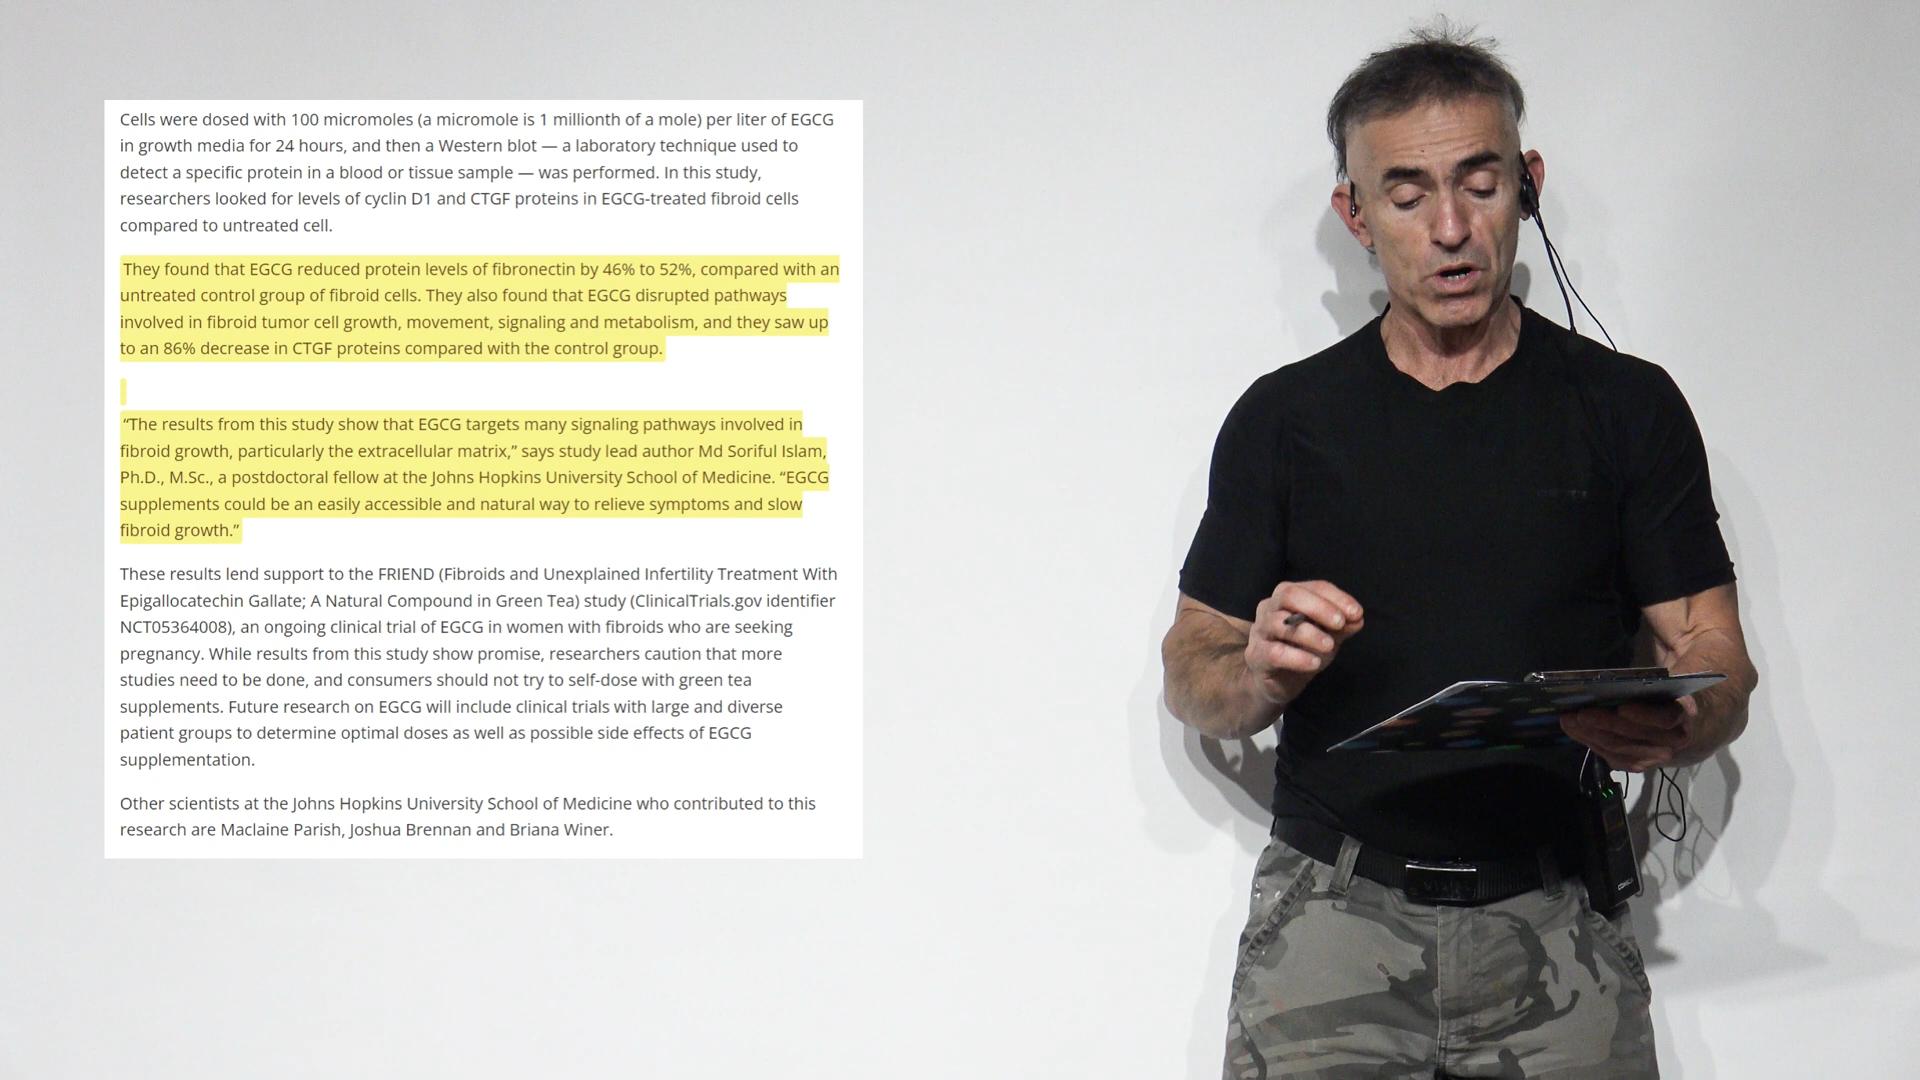 Cells were dosed with 100 micromoles (a micromole is 1 millionth of a mole) per liter of EGCG
in growth media for 24 hours, and then a Western blot — a laboratory technique used to
detect a specific protein in a blood or tissue sample — was performed. In this study,
researchers looked for levels of cyclin D1 and CTGF proteins in EGCG-treated fibroid cells
compared to untreated cell.
They found that EGCG reduced protein levels of fibronectin by 46% to 52%, compared with an
untreated control group of fibroid cells. They also found that EGCG disrupted pathways
involved in fibroid tumor cell growth, movement, signaling and metabolism, and they saw up
to an 86% decrease in CTGF proteins compared with the control group.
“The results from this study show that EGCG targets many signaling pathways involved in
fibroid growth, particularly the extracellular matrix,” says study lead author Md Soriful Islam,
Ph.D., M.Sc., a postdoctoral fellow at the Johns Hopkins University School of Medicine. “EGCG
supplements could be an easily accessible and natural way to relieve symptoms and slow
fibroid growth.”
These results lend support to the FRIEND (Fibroids and Unexplained Infertility Treatment With
Epigallocatechin Gallate; A Natural Compound in Green Tea) study (ClinicalTrials.gov identifier
NCT05364008), an ongoing clinical trial of EGCG in women with fibroids who are seeking
pregnancy. While results from this study show promise, researchers caution that more
studies need to be done, and consumers should not try to self-dose with green tea
supplements. Future research on EGCG will include clinical trials with large and diverse
patient groups to determine optimal doses as well as possible side effects of EGCG
supplementation.
Other scientists at the Johns Hopkins University School of Medicine who contributed to this
research are Maclaine Parish, Joshua Brennan and Briana Winer.